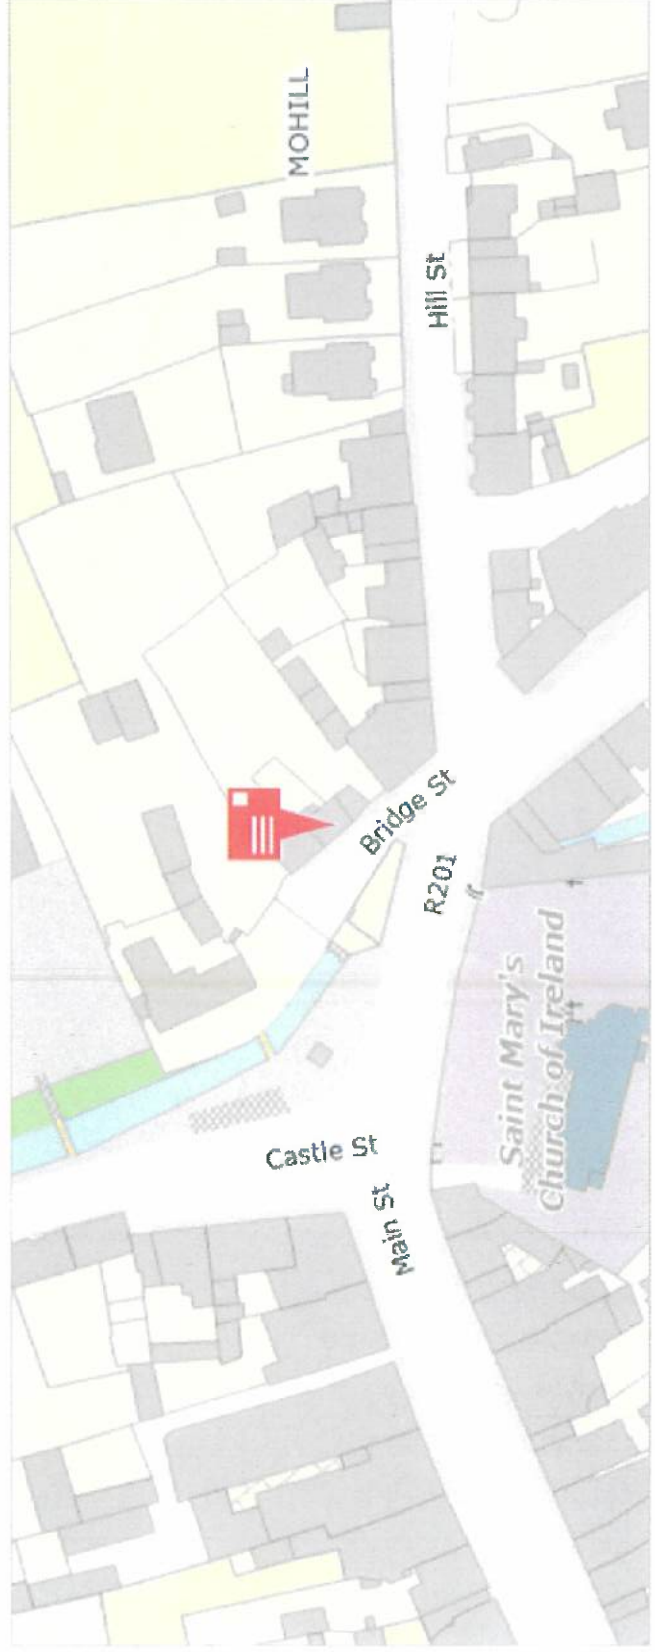 MOHILL
Hill St
Bridge St
R201
Saint Mary's
Church of Ireland
Castle St
Main St